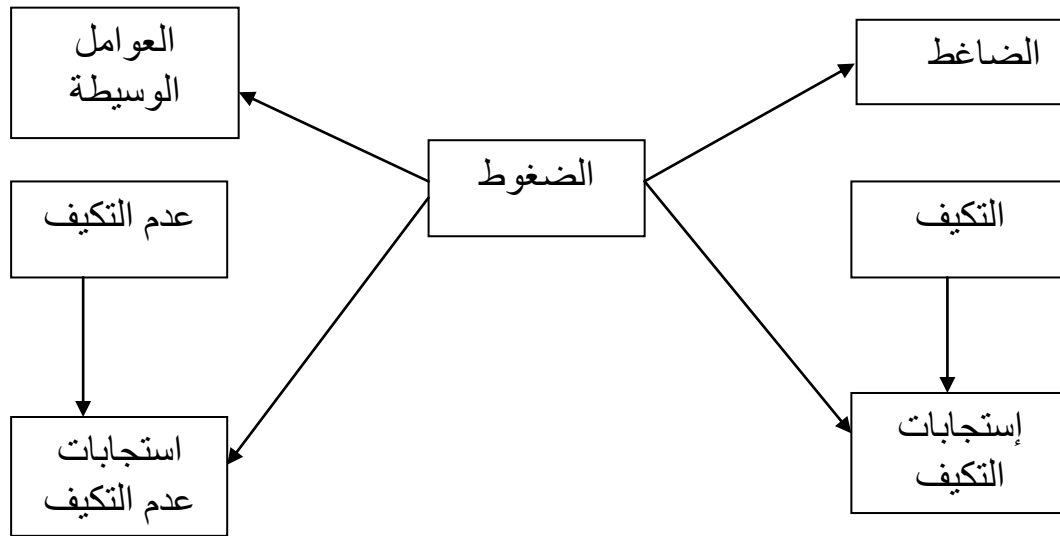 الضاغط
العوامل
الوسيطة
الضغوط
التكيف
عدم التكيف
إستجابات
التكيف
استجابات
عدم التكيف